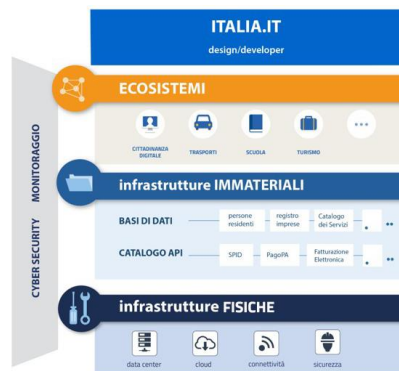 ITALIA.IT
design/developer
ECOSISTEMI
CITTADINANZA
DIGITALE
TRASPORTI
SCUOLA
TURISMO
MONITORAGGIO
CYBER SECURITY
infrastrutture IMMATERIALI
BASI DI DATI
persone
residenti
registro
imprese
Catalogo
dei Servizi
CATALOGO API
SPID
PagoPA
Fatturazione
Elettronica
infrastrutture FISICHE
data center
cloud
connettività
sicurezza